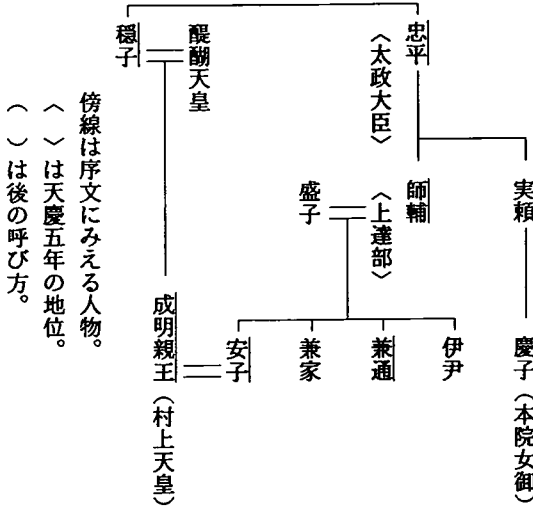 実頼
慶子（本院女御）
忠平
〈太政大臣〉
師輔
〈上達部〉
盛子
伊尹
兼通
兼家
安子
醍醐天皇
穏子
成明親王（村上天皇）
傍線は序文にみえる人物。
〈　〉は天慶五年の地位。
（　）は後の呼び方。